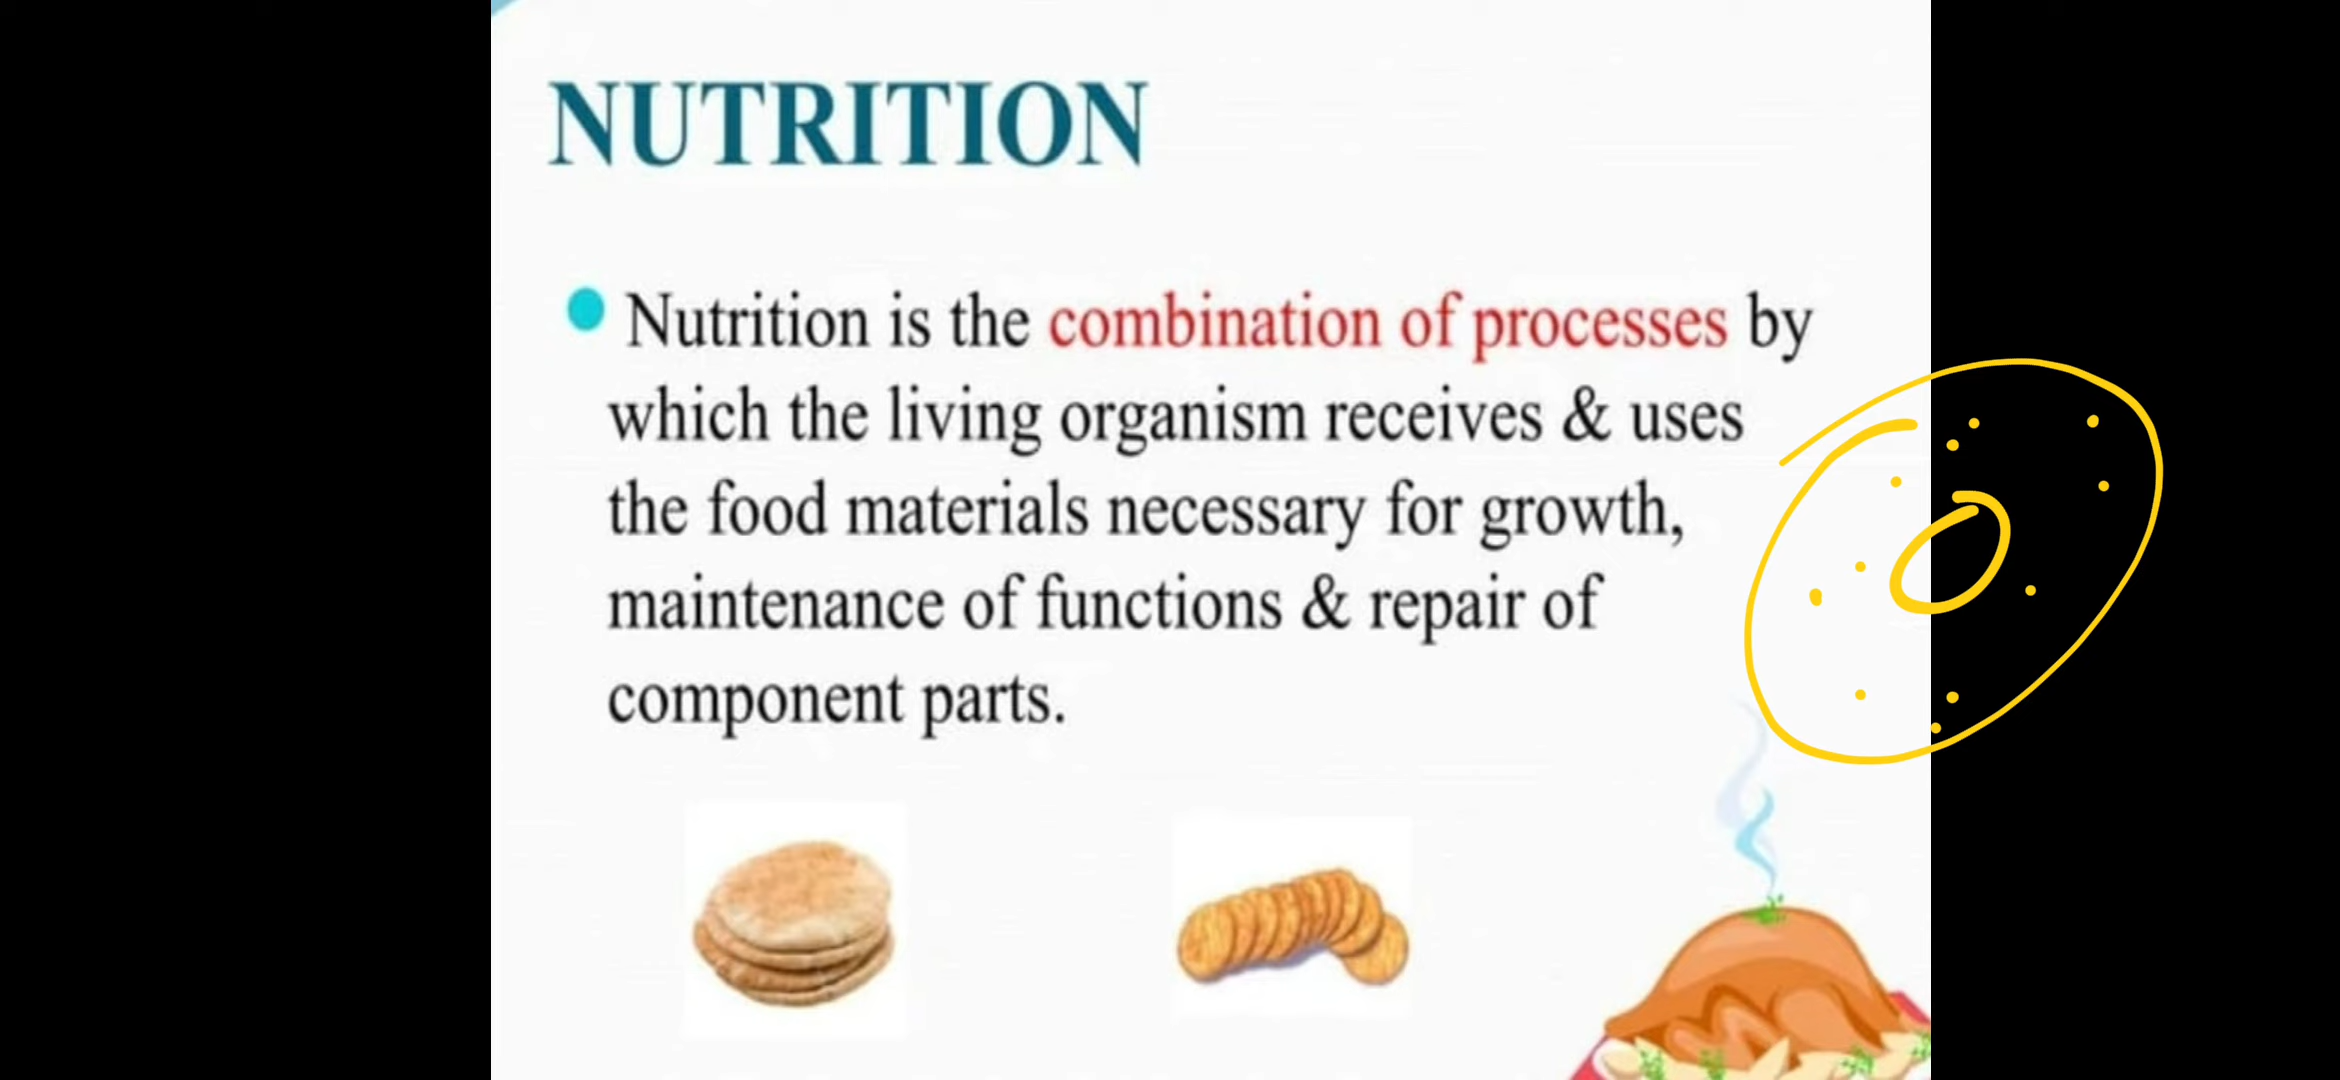 NUTRITION
Nutrition is the combination of processes by
which the living organism receives & uses
the food materials necessary for growth,
maintenance of functions & repair of
component parts.